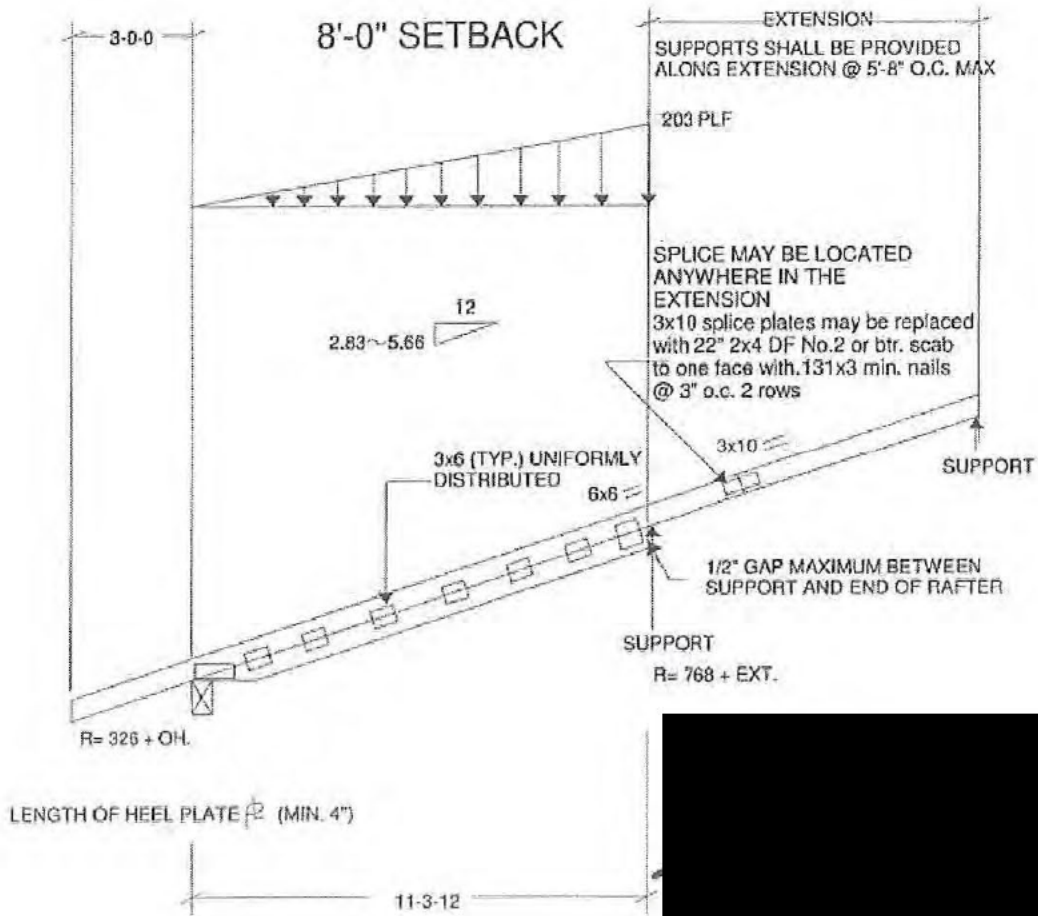 3-0-0
8'-0" SETBACK
EXTENSION
SUPPORTS SHALL BE PROVIDED
ALONG EXTENSION @ 5'-8" O.C. MAX
203 PLF
SPLICE MAY BE LOCATED
ANYWHERE IN THE
EXTENSION
3x10 splice plates may be replaced
with 22" 2x4 DF No.2 or btr. scab
to one face with.131x3 min. nails
@ 3" o.c. 2 rows
12
2.83~5.66
3x6 (TYP.) UNIFORMLY
DISTRIBUTED
6x6
3x10
SUPPORT
1/2" GAP MAXIMUM BETWEEN
SUPPORT AND END OF RAFTER
SUPPORT
R= 768 + EXT.
R= 326 + OH.
LENGTH OF HEEL PLATE (MIN. 4")
11-3-12